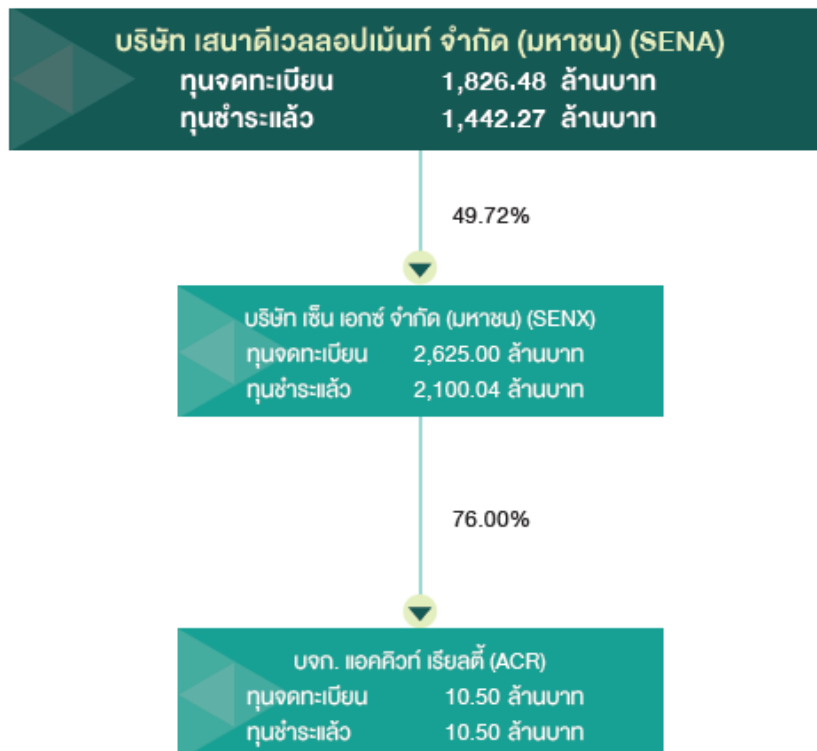 บริษัท เสนาดีเวลลอปเม้นท์ จำกัด (มหาชน) (SENA)
ทุนจดทะเบียน 1,826.48 ล้านบาท
ทุนชำระแล้ว 1,442.27 ล้านบาท
49.72%
บริษัท เซ็น เอกซ์ จำกัด (มหาชน) (SENX)
ทุนจดทะเบียน 2,625.00 ล้านบาท
ทุนชำระแล้ว 2,100.04 ล้านบาท
76.00%
บจก. แอคคิวท์ เรียลตี้ (ACR)
ทุนจดทะเบียน 10.50 ล้านบาท
ทุนชำระแล้ว 10.50 ล้านบาท